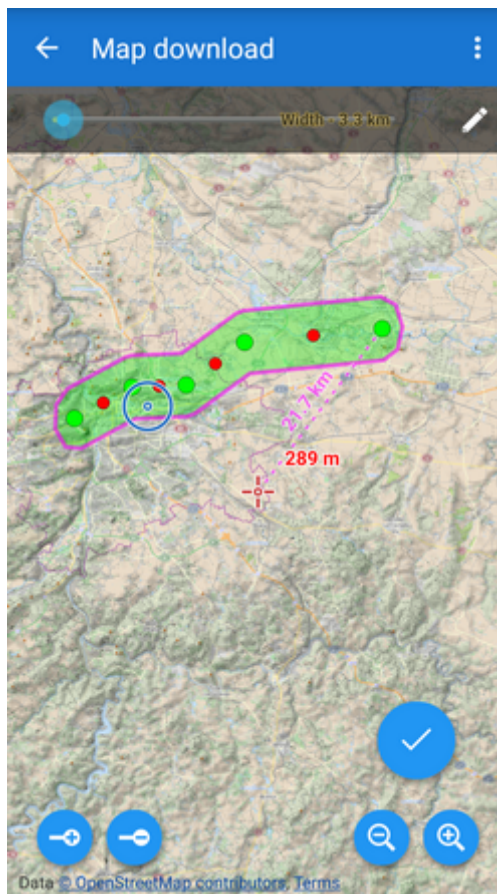 Map download
Width - 3.3 km
21,7 km
289 m
Data © OpenStreetMap contributors, Terms